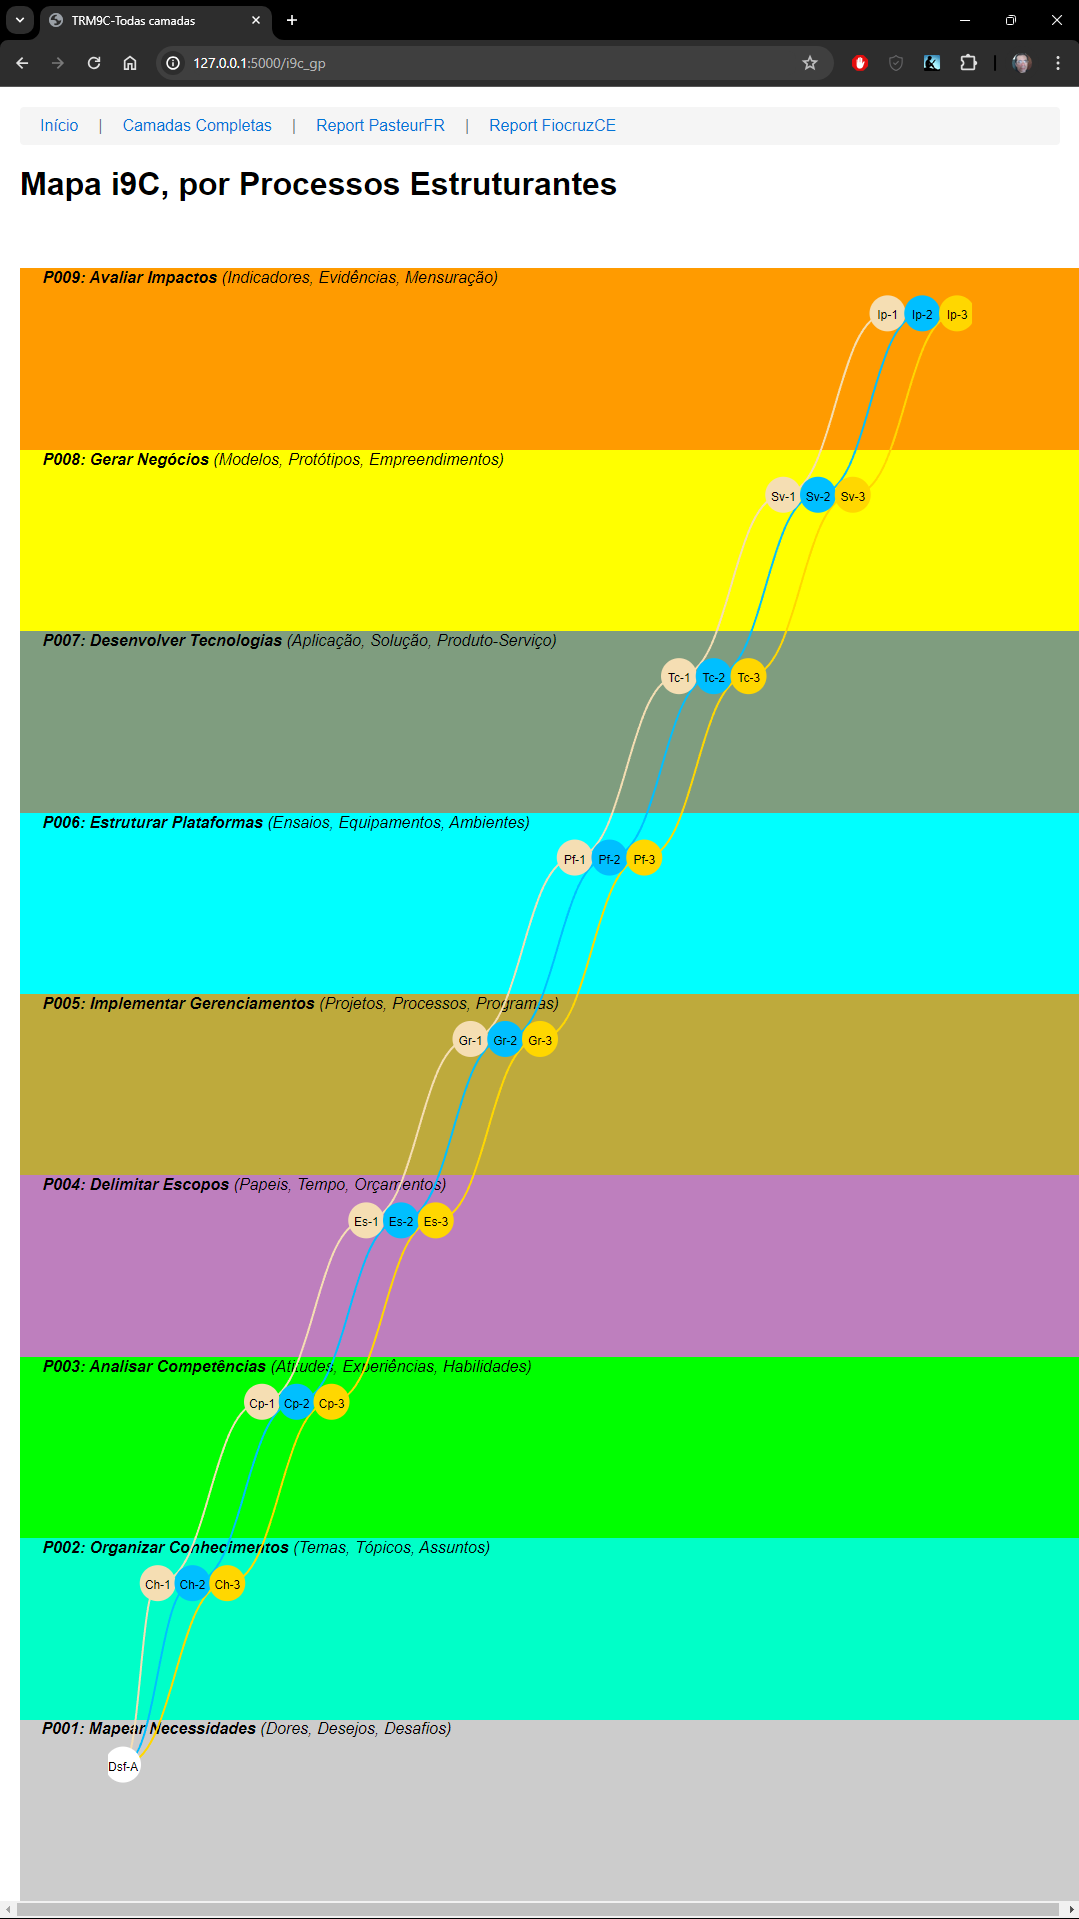 TRM9C-Todas camadas
127.0.0.1:5000/i9c_gp
Início | Camadas Completas | Report PasteurFR | Report FiocruzCE
Mapa i9C, por Processos Estruturantes
P009: Avaliar Impactos (Indicadores, Evidências, Mensuração)
Ip-1 Ip-2 Ip-3
P008: Gerar Negócios (Modelos, Protótipos, Empreendimentos)
Sv-1 Sv-2 Sv-3
P007: Desenvolver Tecnologias (Aplicação, Solução, Produto-Serviço)
Tc-1 Tc-2 Tc-3
P006: Estruturar Plataformas (Ensaios, Equipamentos, Ambientes)
Pf-1 Pf-2 Pf-3
P005: Implementar Gerenciamentos (Projetos, Processos, Programas)
Gr-1 Gr-2 Gr-3
P004: Delimitar Escopos (Papeis, Tempo, Orçamentos)
Es-1 Es-2 Es-3
P003: Analisar Competências (Atitudes, Experiências, Habilidades)
Cp-1 Cp-2 Cp-3
P002: Organizar Conhecimentos (Temas, Tópicos, Assuntos)
Ch-1 Ch-2 Ch-3
P001: Mapear Necessidades (Dores, Desejos, Desafios)
Dsf-A